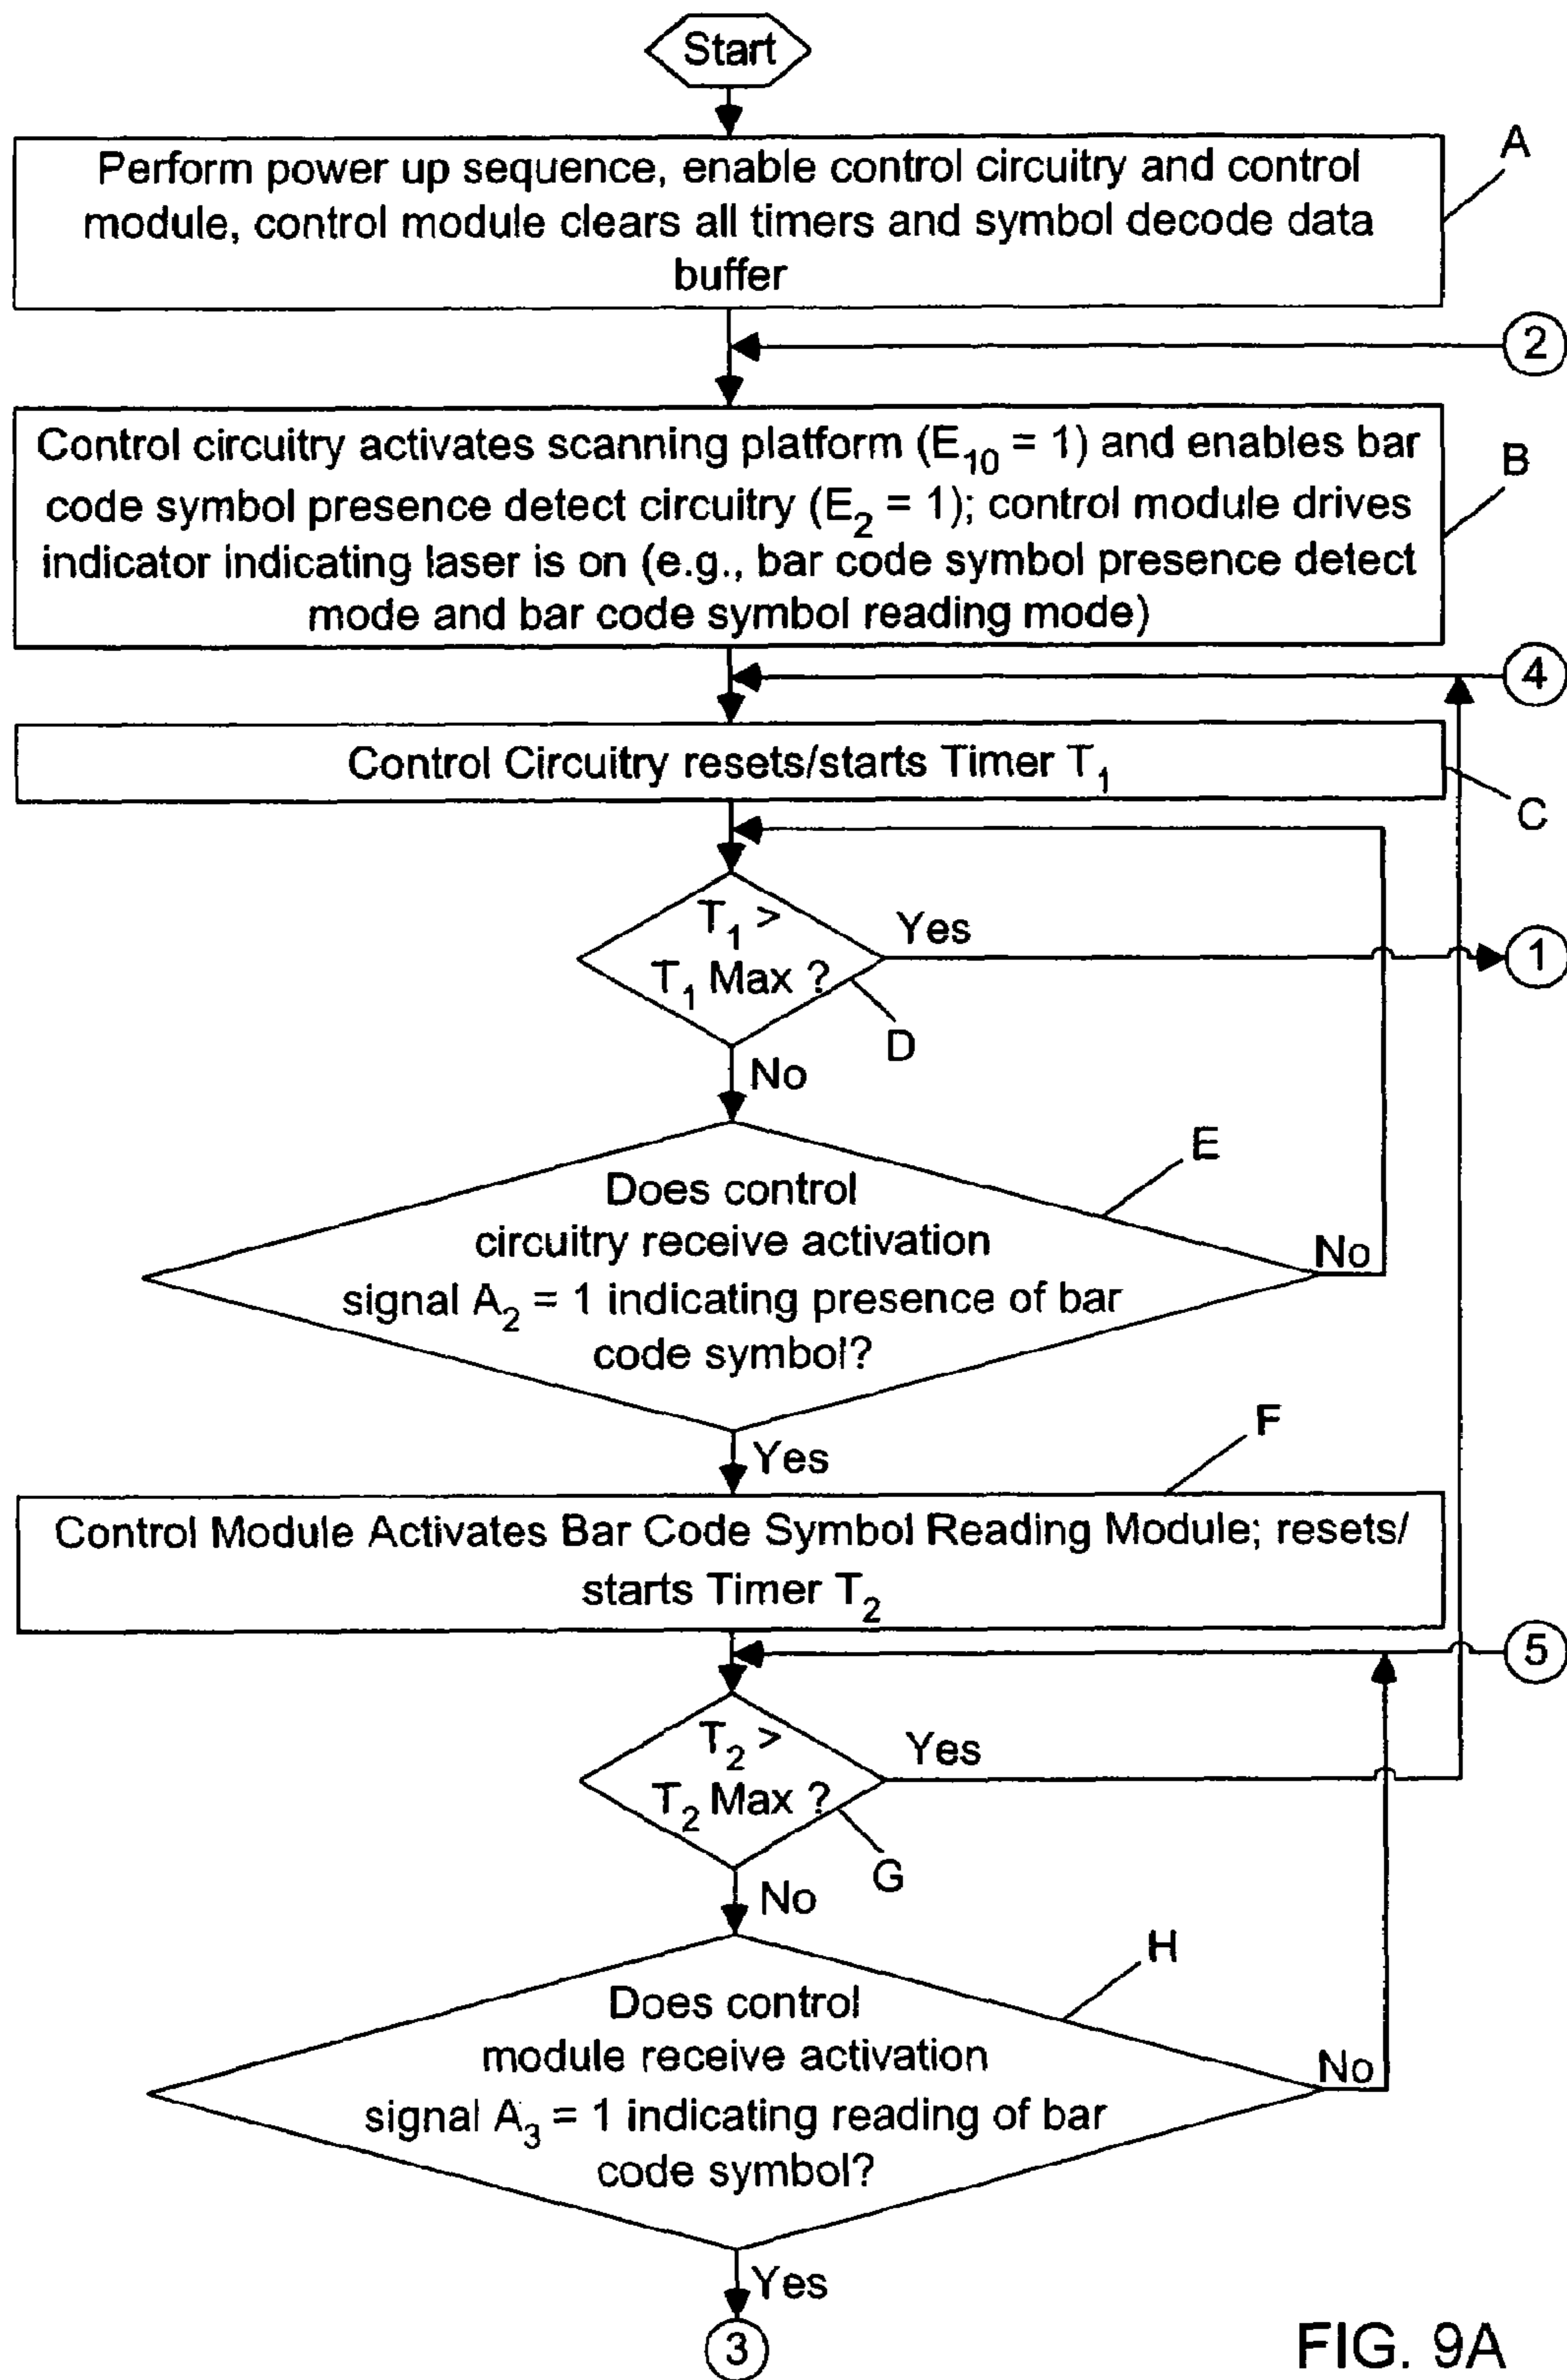 Start
A
Perform power up sequence, enable control circuitry and control
module, control module clears all timers and symbol decode data
buffer
2
Control circuitry activates scanning platform (E10 = 1) and enables bar
code symbol presence detect circuitry (E2 = 1); control module drives
indicator indicating laser is on (e.g., bar code symbol presence detect
mode and bar code symbol reading mode)
B
4
Control Circuitry resets/starts Timer T1
C
T1 >
T1 Max ?
Yes
1
D
No
E
Does control
circuitry receive activation
signal A2 = 1 indicating presence of bar
code symbol?
No
Yes
F
Control Module Activates Bar Code Symbol Reading Module; resets/
starts Timer T2
5
T2 >
T2 Max ?
Yes
G
No
H
Does control
module receive activation
signal A3 = 1 indicating reading of bar
code symbol?
No
Yes
3
FIG. 9A